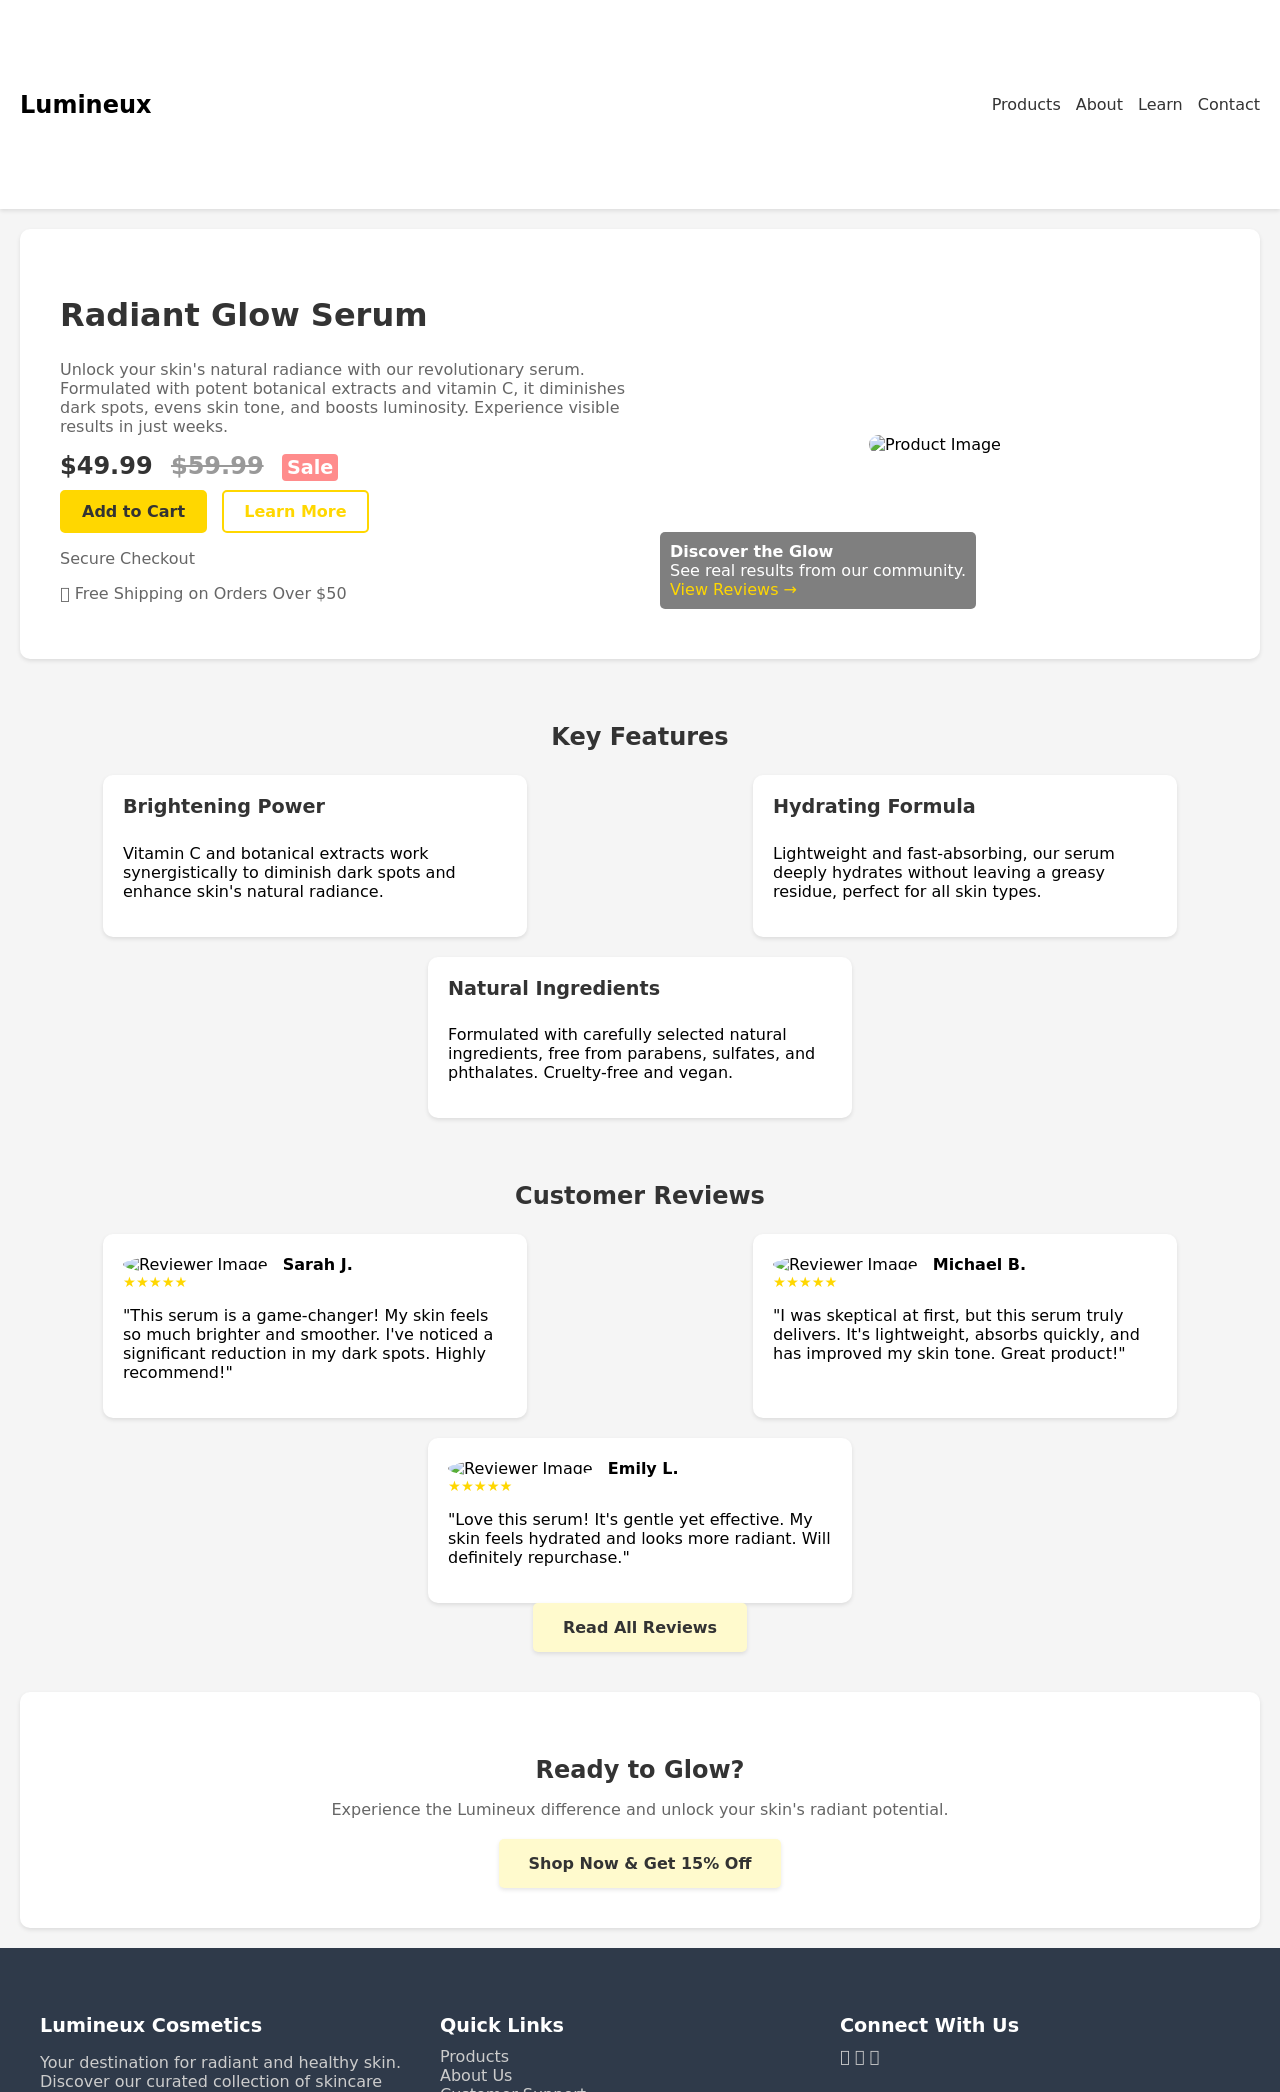 Lumineux
Products About Learn Contact
Radiant Glow Serum
Unlock your skin's natural radiance with our revolutionary serum.
Formulated with potent botanical extracts and vitamin C, it diminishes
dark spots, evens skin tone, and boosts luminosity. Experience visible
results in just weeks.
$49.99 $59.99 Sale
Add to Cart Learn More
Secure Checkout
Free Shipping on Orders Over $50
Product Image
Discover the Glow
See real results from our community.
View Reviews →
Key Features
Brightening Power
Vitamin C and botanical extracts work
synergistically to diminish dark spots and
enhance skin's natural radiance.
Hydrating Formula
Lightweight and fast-absorbing, our serum
deeply hydrates without leaving a greasy
residue, perfect for all skin types.
Natural Ingredients
Formulated with carefully selected natural
ingredients, free from parabens, sulfates, and
phthalates. Cruelty-free and vegan.
Customer Reviews
Reviewer Image Sarah J.
★★★★★
"This serum is a game-changer! My skin feels
so much brighter and smoother. I've noticed a
significant reduction in my dark spots. Highly
recommend!"
Reviewer Image Michael B.
★★★★★
"I was skeptical at first, but this serum truly
delivers. It's lightweight, absorbs quickly, and
has improved my skin tone. Great product!"
Reviewer Image Emily L.
★★★★★
"Love this serum! It's gentle yet effective. My
skin feels hydrated and looks more radiant. Will
definitely repurchase."
Read All Reviews
Ready to Glow?
Experience the Lumineux difference and unlock your skin's radiant potential.
Shop Now & Get 15% Off
Lumineux Cosmetics
Your destination for radiant and healthy skin.
Discover our curated collection of skincare
Quick Links
Products
About Us
Customer Support
Connect With Us